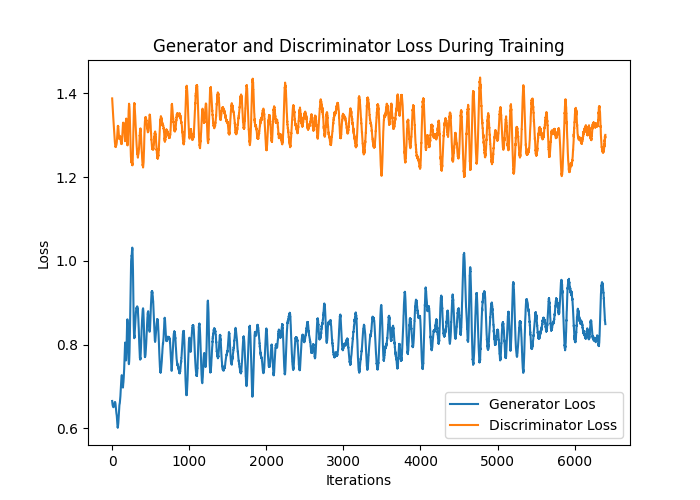 Generator and Discriminator Loss During Training
Loss
1.4
1.2
1.0
0.8
0.6
0
1000
2000
3000
4000
5000
6000
Iterations
Generator Loos
Discriminator Loss